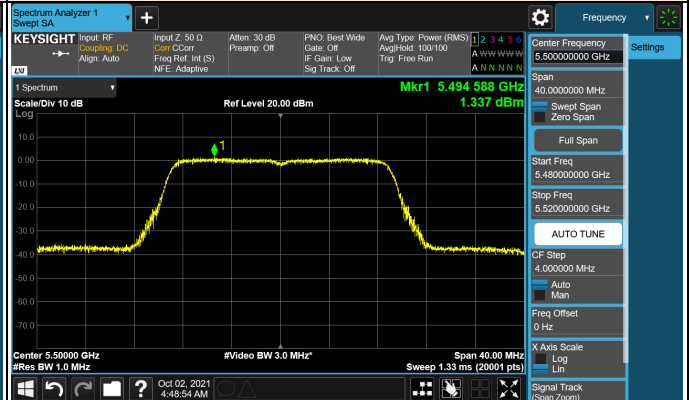 Spectrum Analyzer 1
Swept SA
+
Frequency
KEYSIGHT
Input: RF
Coupling: DC
Align: Auto
Input Z: 50 Ω
Corr CCorr
Freq Ref: Int (S)
NFE: Adaptive
Atten: 30 dB
Preamp: Off
PNO: Best Wide
Gate: Off
IF Gain: Low
Sig Track: Off
Avg Type: Power (RMS)
Avg|Hold: 100/100
Trig: Free Run
1 2 3 4 5 6
A W W W W W
A N N N N N
LXI
1 Spectrum
Scale/Div 10 dB
Log
Ref Level 20.00 dBm
Mkr1 5.494 588 GHz
1.337 dBm
1
10.0
0.00
-10.0
-20.0
-30.0
-40.0
-50.0
-60.0
-70.0
Center 5.50000 GHz
#Res BW 1.0 MHz
#Video BW 3.0 MHz*
Span 40.00 MHz
Sweep 1.33 ms (20001 pts)
?
Oct 02, 2021
4:48:54 AM
Center Frequency
5.500000000 GHz
Span
40.0000000 MHz
Swept Span
Zero Span
Full Span
Start Freq
5.480000000 GHz
Stop Freq
5.520000000 GHz
AUTO TUNE
CF Step
4.000000 MHz
Auto
Man
Freq Offset
0 Hz
X Axis Scale
Log
Lin
Signal Track
(Span Zoom)
Settings